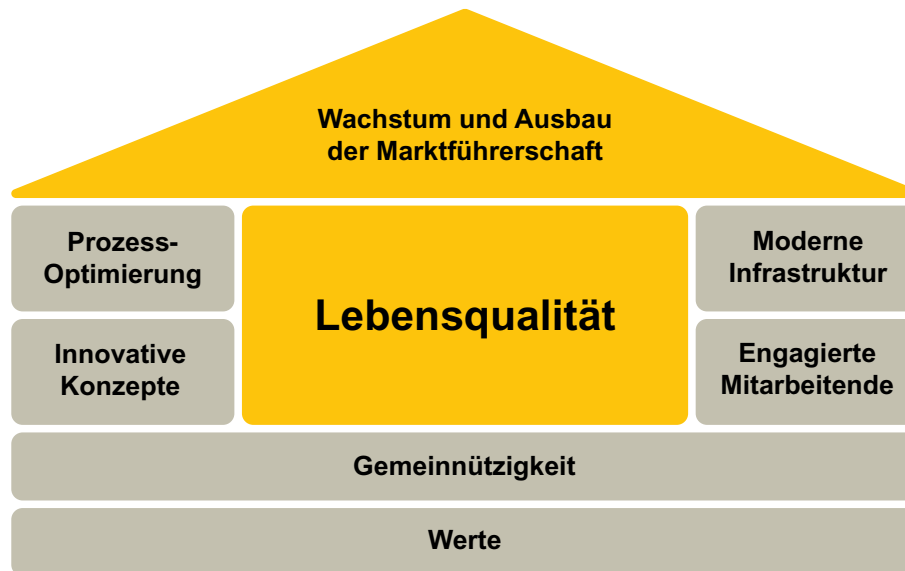 Wachstum und Ausbau
der Marktführerschaft
Prozess-
Optimierung
Innovative
Konzepte
Lebensqualität
Moderne
Infrastruktur
Engagierte
Mitarbeitende
Gemeinnützigkeit
Werte